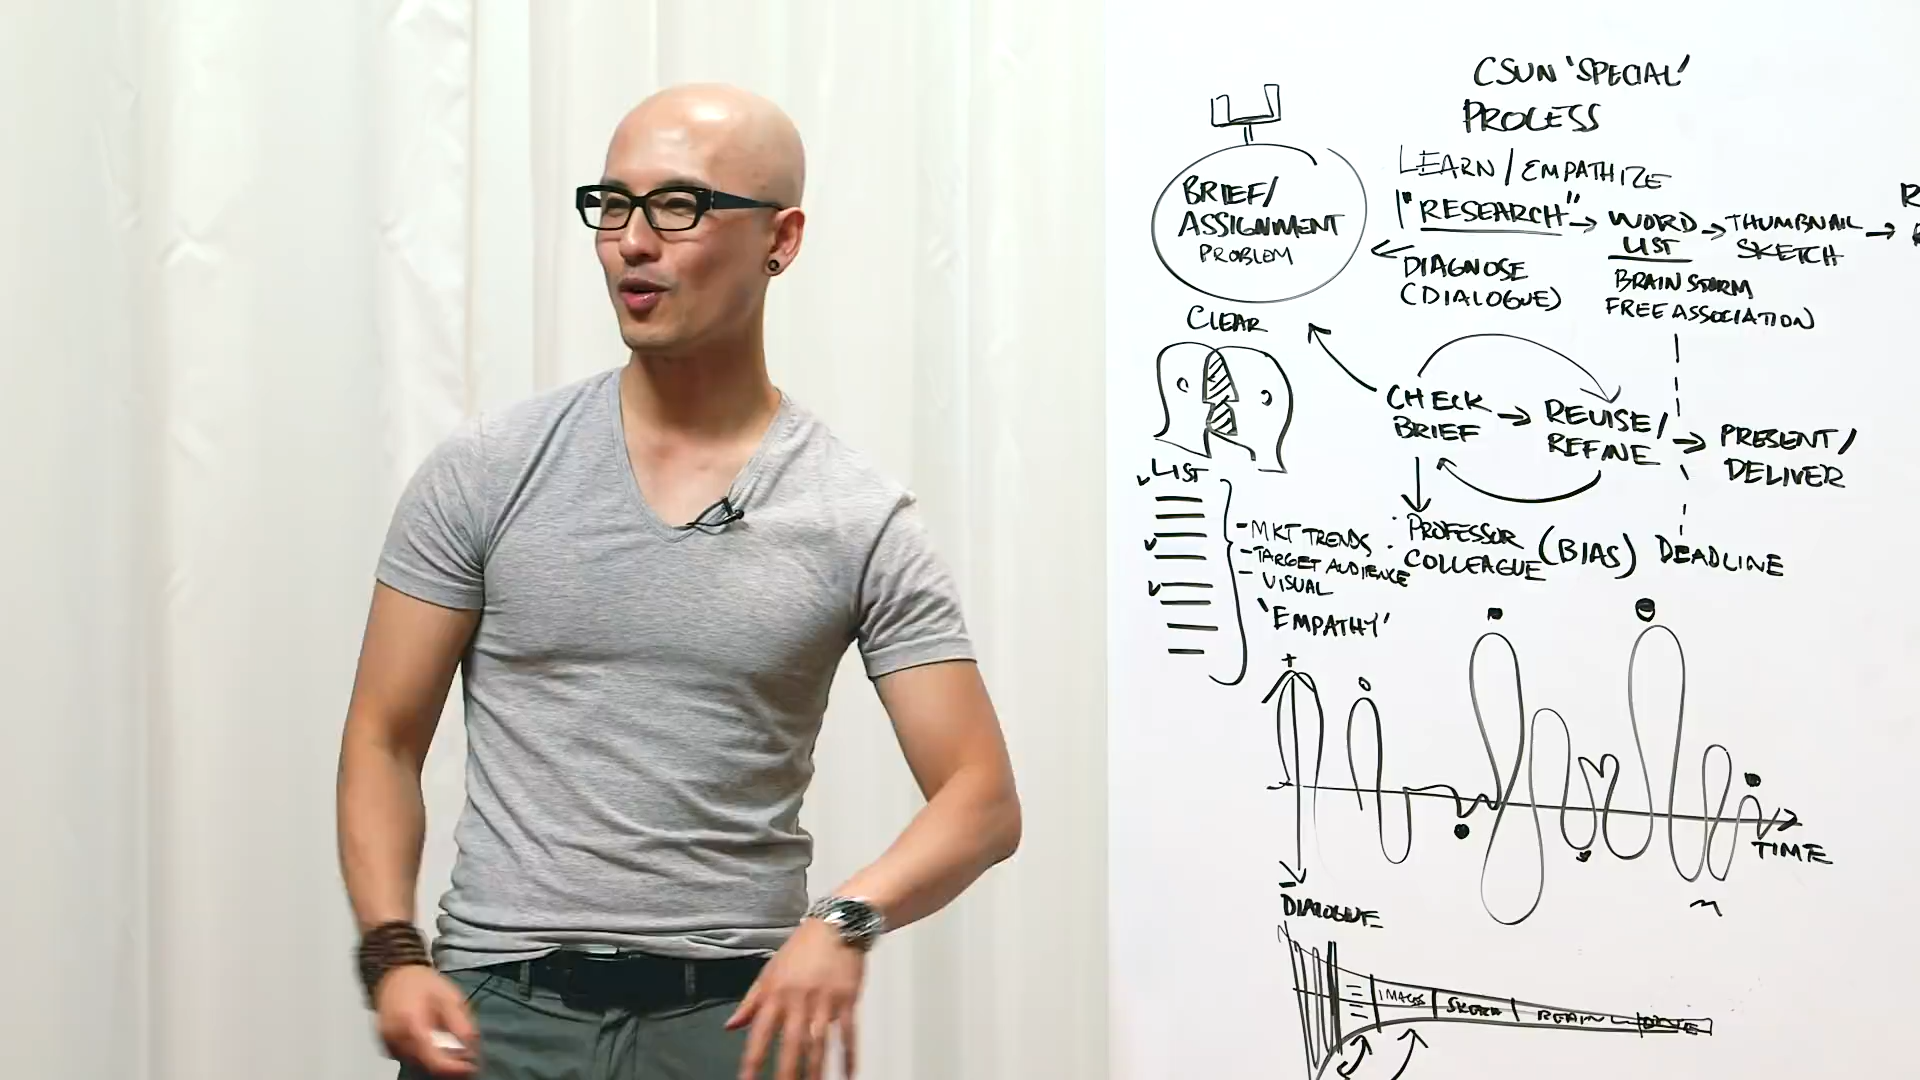 CSUN 'SPECIAL'
PROCESS
BRIEF/
ASSIGNMENT
PROBLEM
LEARN / EMPATHIZE
"RESEARCH" → WORD → THUMBNAIL →
LIST SKETCH
R
DIAGNOSE
(DIALOGUE)
BRAIN STORM
FREE ASSOCIATION
CLEAR
CHECK → REVISE/ → PRESENT/
BRIEF REFINE DELIVER
LIST
- MKT TRENDS
- TARGET AUDIENCE
- VISUAL
'EMPATHY'
PROFESSOR (BIAS) DEADLINE
COLLEAGUE
+
-
TIME
-
DIALOGUE
IMAGES SKETCH